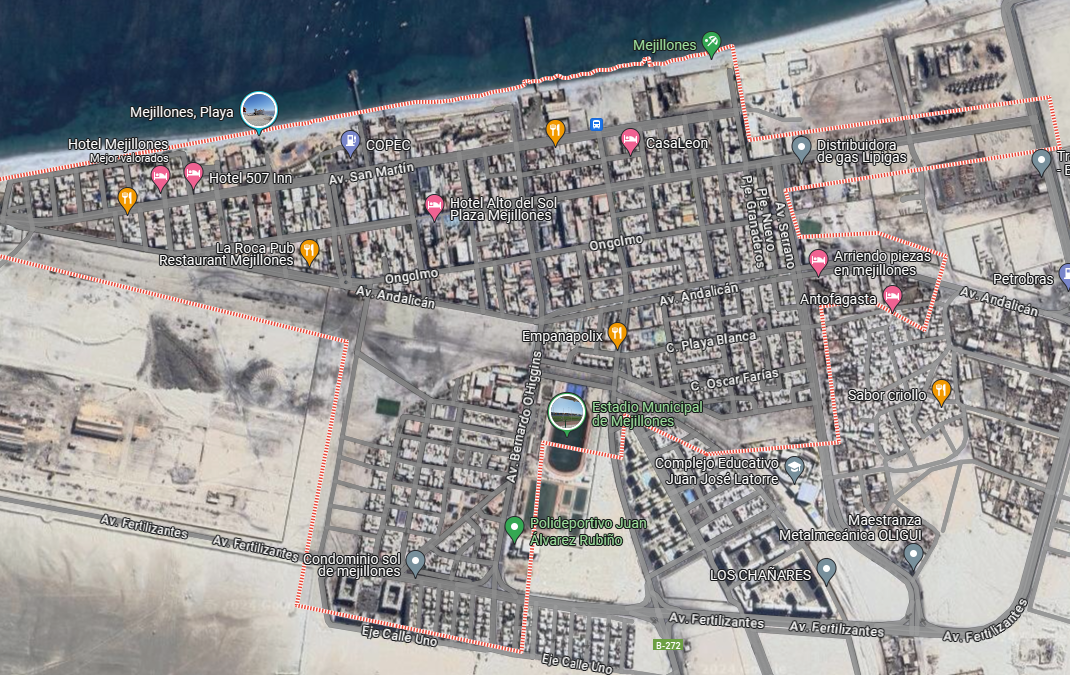 Mejillones
Mejillones, Playa
Hotel Mejillones
Mejor valorados
COPEC
CasaLeon
Distribuidora
de gas Lipigas
Hotel 507 Inn
Av. San Martín
Hotel Alto del Sol
Plaza Mejillones
Pje. Granaderos
Pje. Nuevo
Av. Serrano
La Roca Pub
Restaurant Mejillones
Ongolmo
Ongolmo
Arriendo piezas
en mejillones
Petrobras
Av. Andalicán
Av. Andalicán
Antofagasta
Av. Andalicán
Empanapolix
C. Playa Blanca
C. Oscar Farías
Sabor criollo
Av. Bernardo O'Higgins
Estadio Municipal
de Mejillones
Complejo Educativo
Juan José Latorre
Av. Fertilizantes
Av. Fertilizantes
Polideportivo Juan
Álvarez Rubiño
Maestranza
Metalmecánica OLIGUI
Condominio sol
de mejillones
LOS CHAÑARES
Av. Fertilizantes
Av. Fertilizantes
Av. Fertilizantes
Eje Calle Uno
B-272
Eje Calle Uno